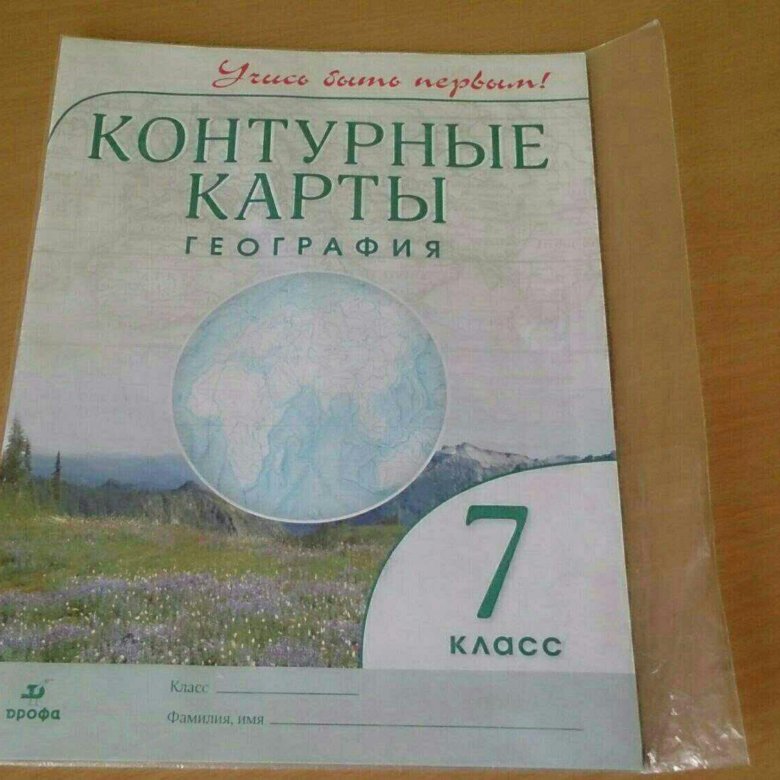 Учись быть первым!
КОНТУРНЫЕ
КАРТЫ
ГЕОГРАФИЯ
7
КЛАСС
Класс
Фамилия, имя
ДРОФА